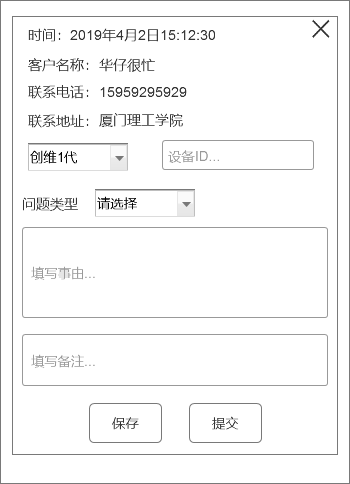 时间：2019年4月2日15:12:30
客户名称：华仔很忙
联系电话：15959295929
联系地址：厦门理工学院
创维1代 设备ID...
问题类型 请选择
填写事由...
填写备注...
保存 提交